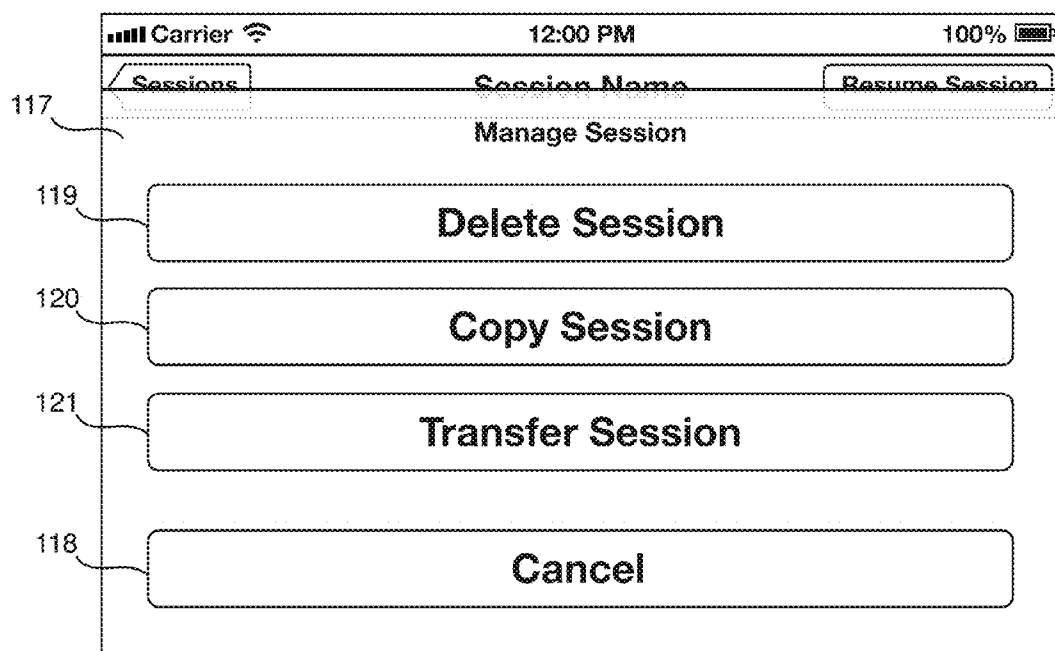 Carrier 12:00 PM 100%
Sessions Session Name Resume Session
117
Manage Session
119 Delete Session
120 Copy Session
121 Transfer Session
118 Cancel